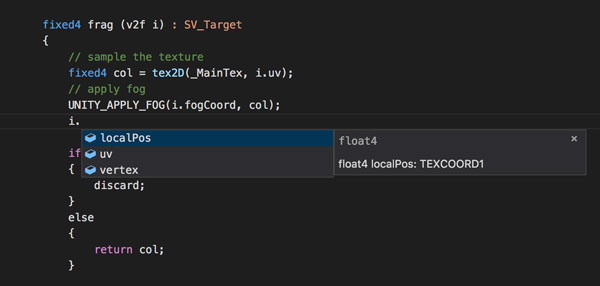 fixed4 frag (v2f i) : SV_Target
{
// sample the texture
fixed4 col = tex2D(_MainTex, i.uv);
// apply fog
UNITY_APPLY_FOG(i.fogCoord, col);
i.
localPos
uv
vertex
float4
×
float4 localPos: TEXCOORD1
if
{
discard;
}
else
{
return col;
}